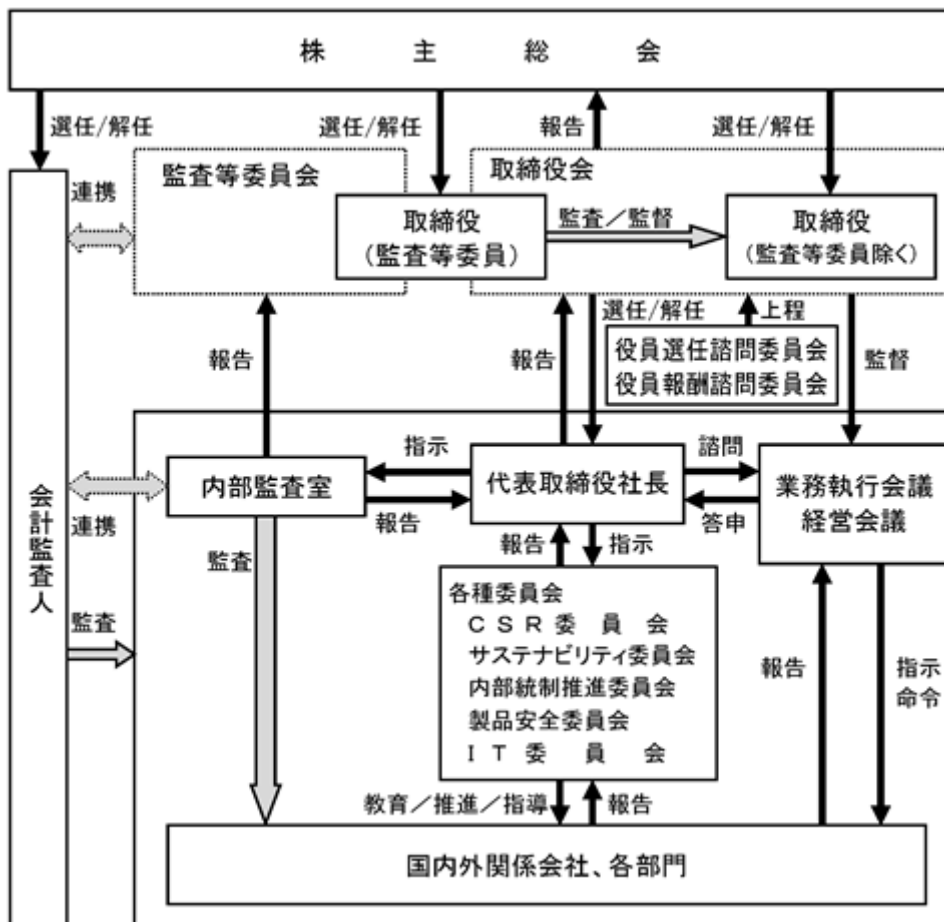 株主総会
選任/解任
選任/解任
報告
選任/解任
監査等委員会
取締役会
連携
取締役
（監査等委員）
監査／監督
取締役
（監査等委員除く）
選任/解任
上程
報告
報告
役員選任諮問委員会
役員報酬諮問委員会
監督
指示
諮問
内部監査室
代表取締役社長
業務執行会議
経営会議
連携
報告
答申
会計監査人
監査
報告
指示
監査
各種委員会
ＣＳＲ委員会
サステナビリティ委員会
内部統制推進委員会
製品安全委員会
ＩＴ委員会
報告
指示
命令
教育／推進／指導
報告
国内外関係会社、各部門